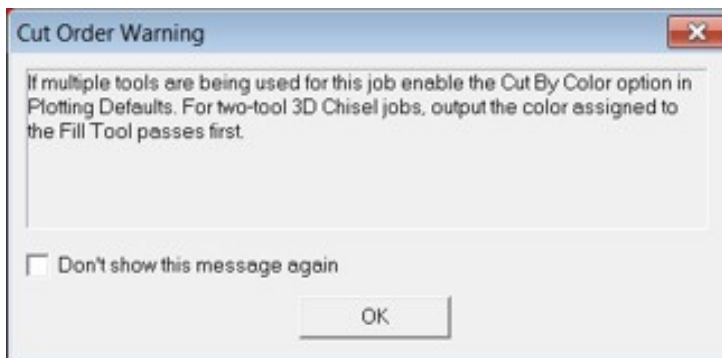 Cut Order Warning
If multiple tools are being used for this job enable the Cut By Color option in
Plotting Defaults. For two-tool 3D Chisel jobs, output the color assigned to
the Fill Tool passes first.
Don't show this message again
OK